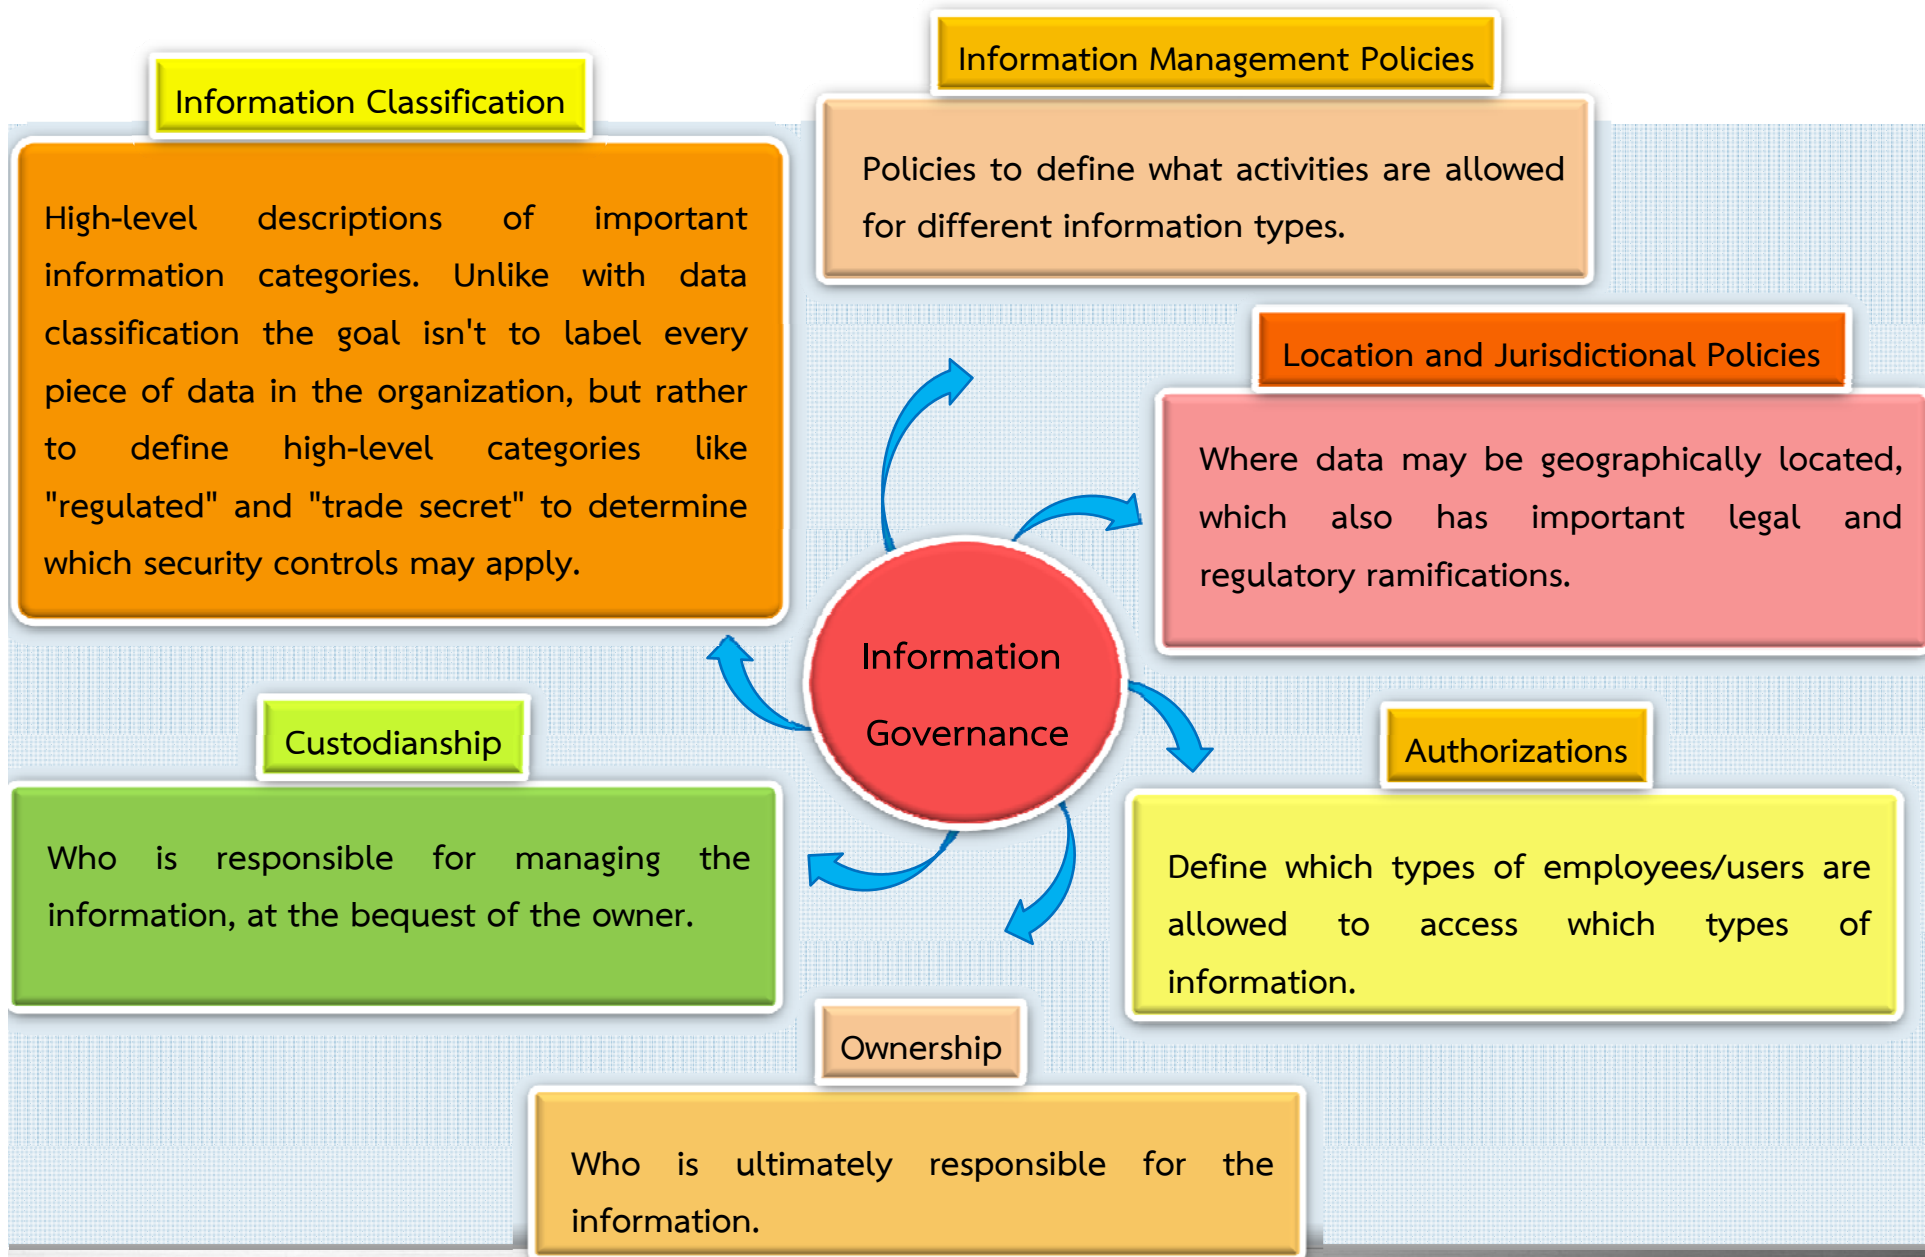 Information Management Policies
Policies to define what activities are allowed
for different information types.
Information Classification
High-level descriptions of important
information categories. Unlike with data
classification the goal isn't to label every
piece of data in the organization, but rather
to define high-level categories like
"regulated" and "trade secret" to determine
which security controls may apply.
Location and Jurisdictional Policies
Where data may be geographically located,
which also has important legal and
regulatory ramifications.
Information
Governance
Custodianship
Who is responsible for managing the
information, at the bequest of the owner.
Authorizations
Define which types of employees/users are
allowed to access which types of
information.
Ownership
Who is ultimately responsible for the
information.